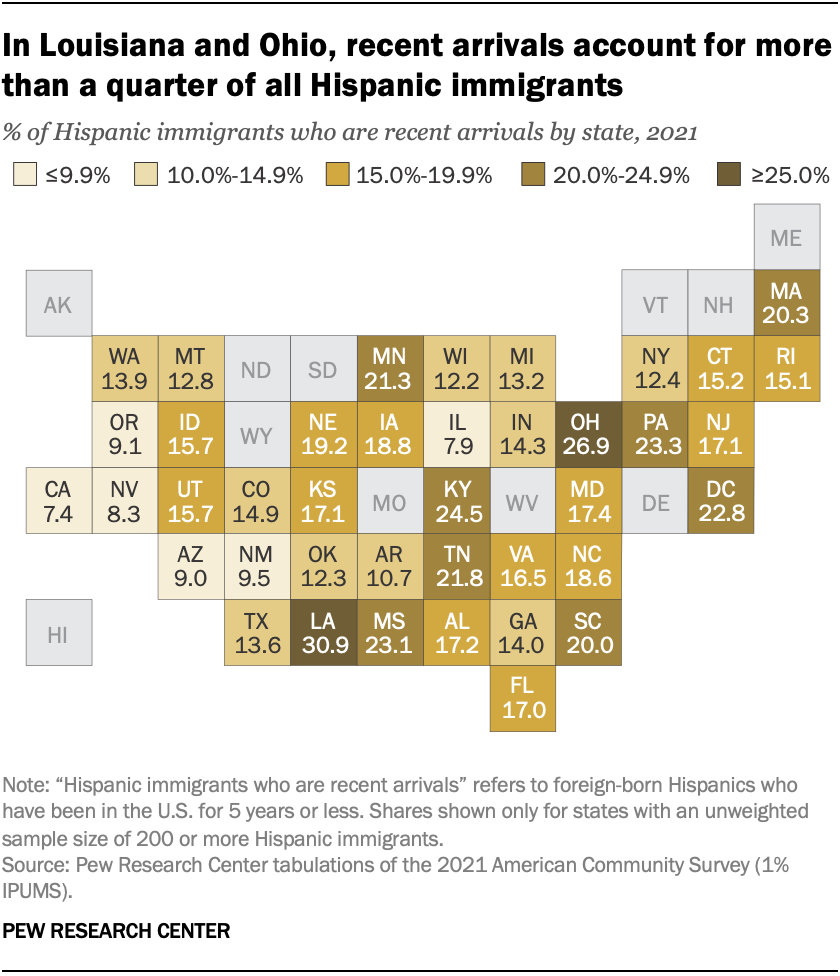 In Louisiana and Ohio, recent arrivals account for more
than a quarter of all Hispanic immigrants
% of Hispanic immigrants who are recent arrivals by state, 2021
≤9.9% 10.0%-14.9% 15.0%-19.9% 20.0%-24.9% ≥25.0%
ME
AK VT NH MA
20.3
WA MT ND SD MN WI MI NY CT RI
13.9 12.8 21.3 12.2 13.2 12.4 15.2 15.1
OR ID WY NE IA IL IN OH PA NJ
9.1 15.7 19.2 18.8 7.9 14.3 26.9 23.3 17.1
CA NV UT CO KS MO KY WV MD DE DC
7.4 8.3 15.7 14.9 17.1 24.5 17.4 22.8
AZ NM OK AR TN VA NC
9.0 9.5 12.3 10.7 21.8 16.5 18.6
HI TX LA MS AL GA SC
13.6 30.9 23.1 17.2 14.0 20.0
FL
17.0
Note: “Hispanic immigrants who are recent arrivals” refers to foreign-born Hispanics who
have been in the U.S. for 5 years or less. Shares shown only for states with an unweighted
sample size of 200 or more Hispanic immigrants.
Source: Pew Research Center tabulations of the 2021 American Community Survey (1%
IPUMS).
PEW RESEARCH CENTER